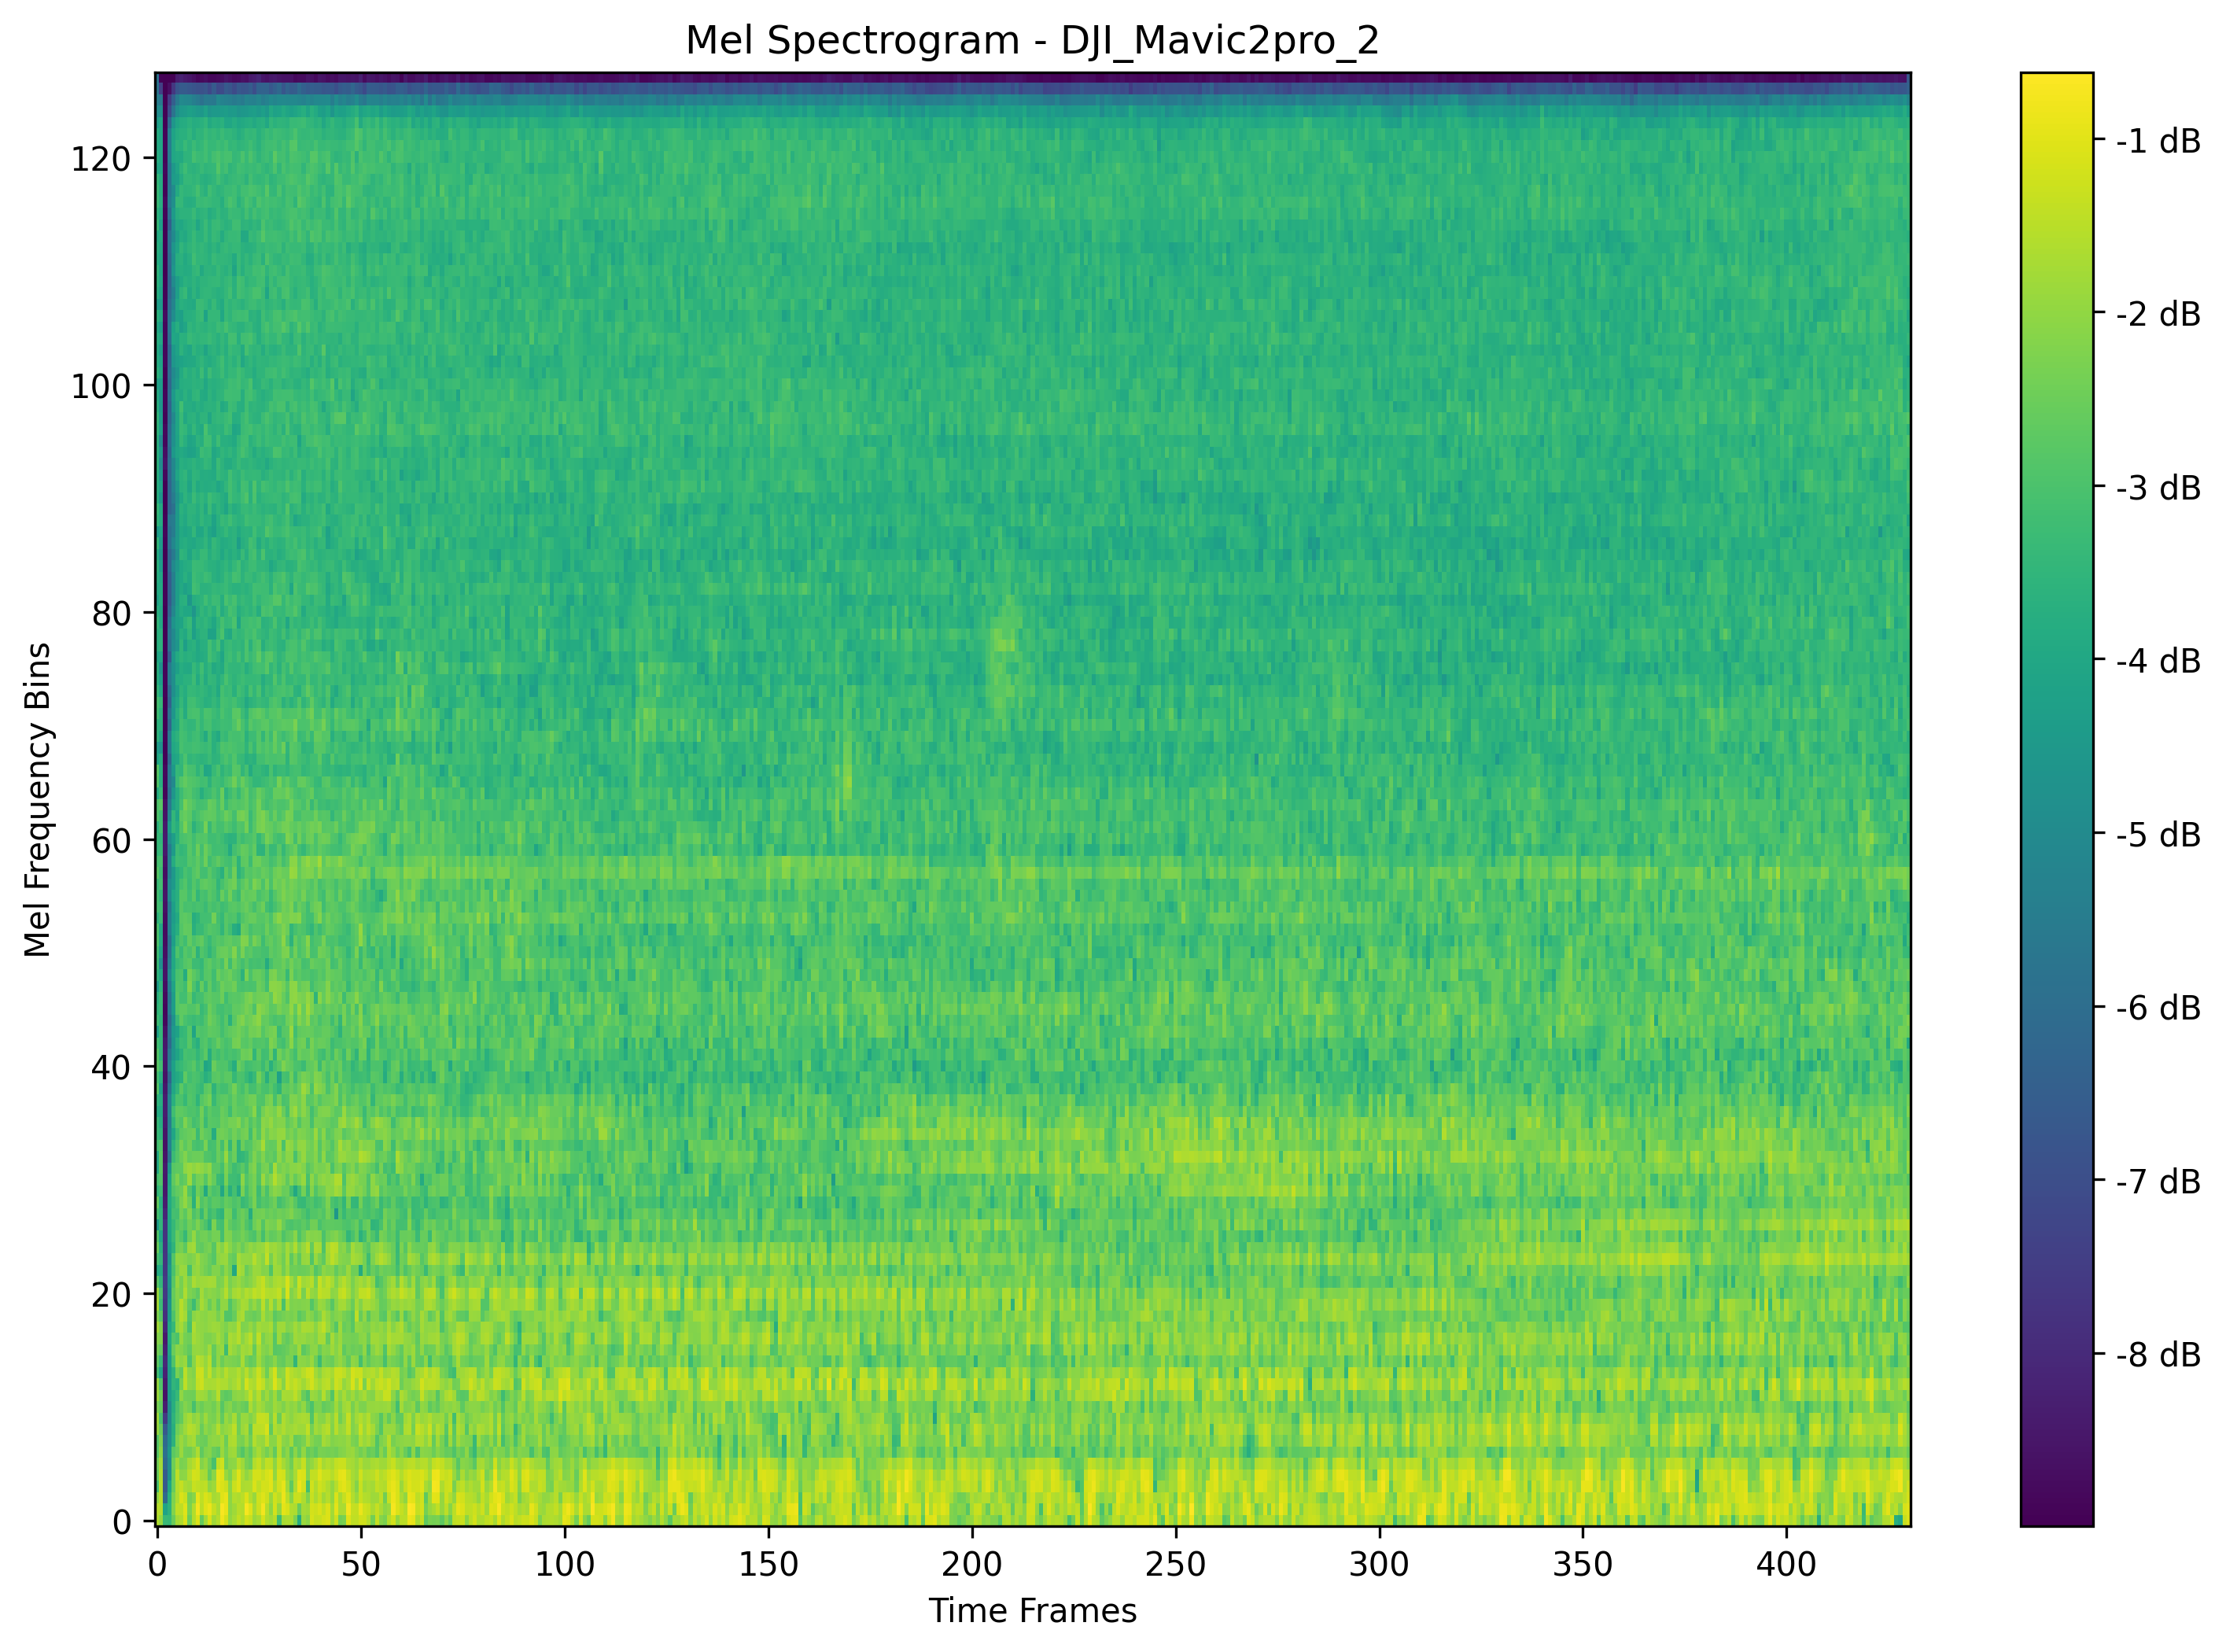 Mel Spectrogram - DJI_Mavic2pro_2
120
100
80
60
40
20
0
Mel Frequency Bins
0 50 100 150 200 250 300 350 400
Time Frames
-1 dB
-2 dB
-3 dB
-4 dB
-5 dB
-6 dB
-7 dB
-8 dB